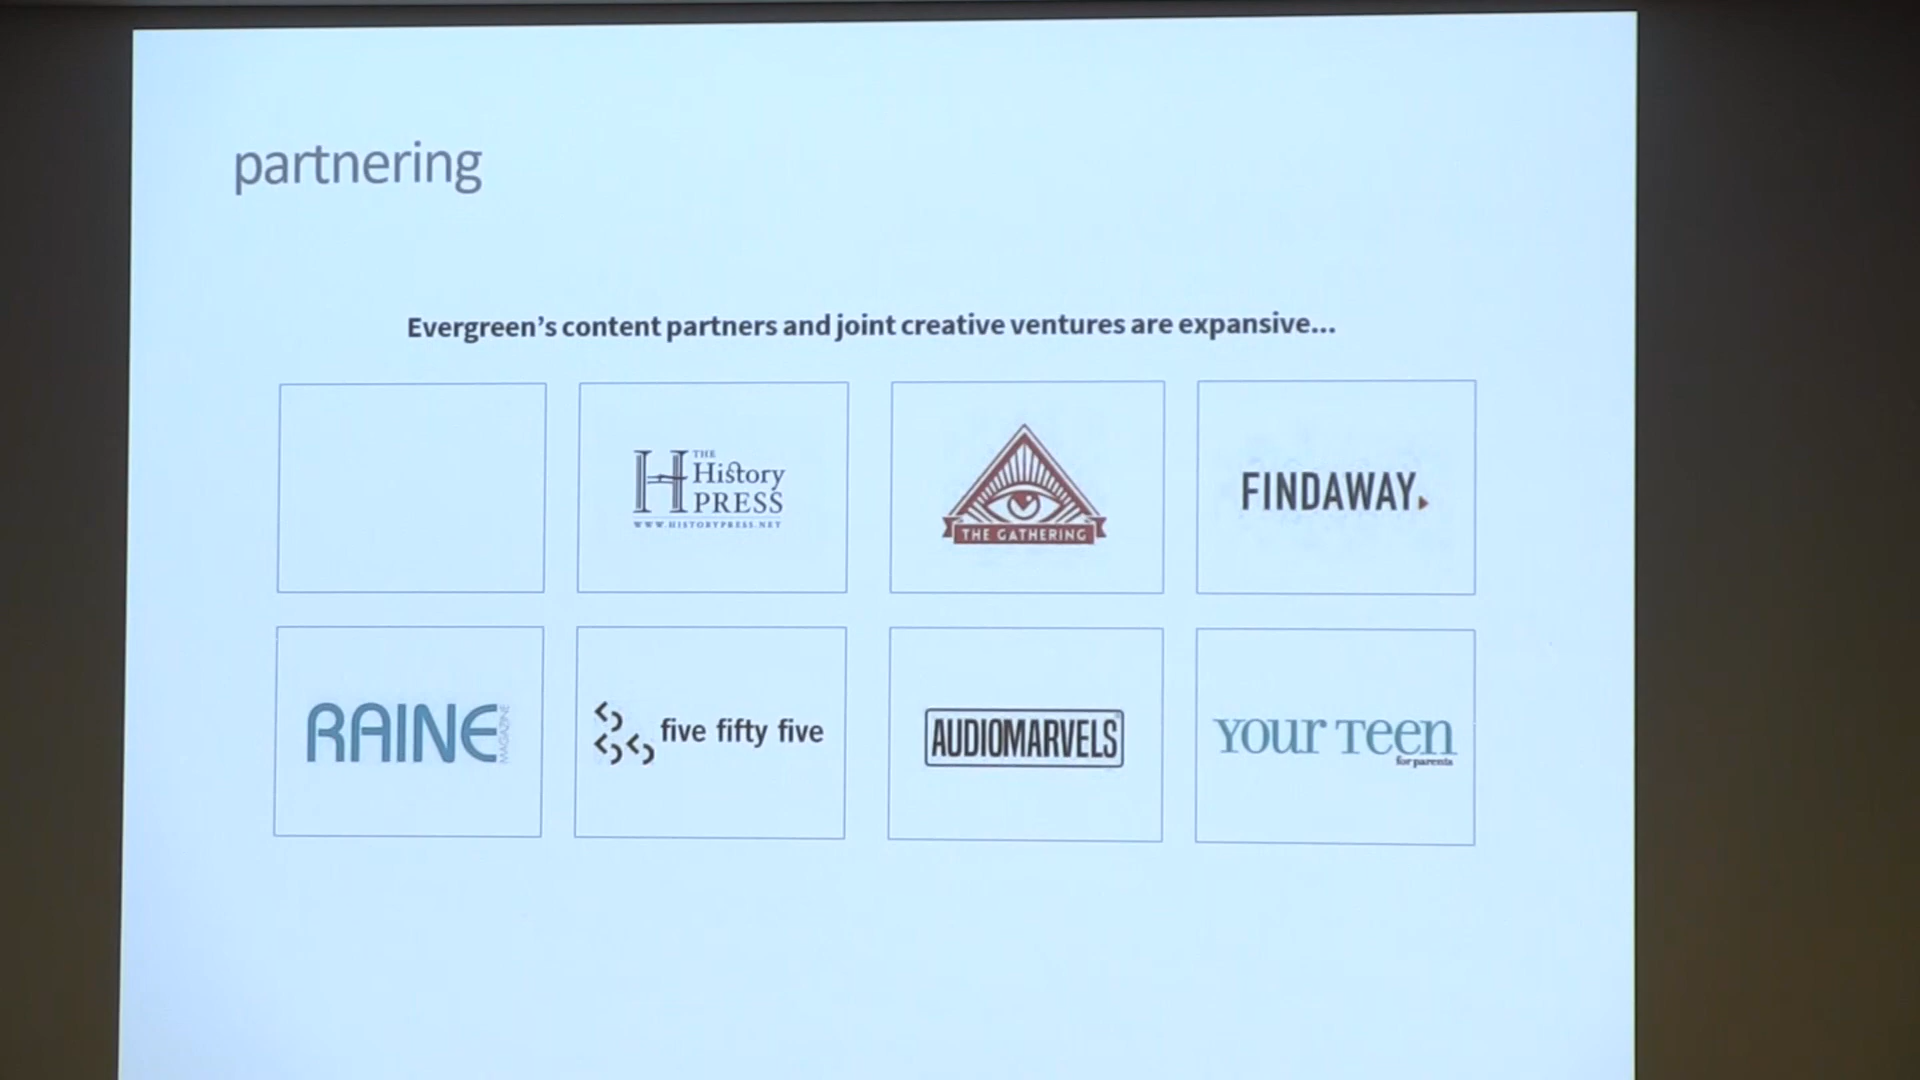 partnering
Evergreen's content partners and joint creative ventures are expansive...
THE
History
PRESS
WWW.HISTORYPRESS.NET
THE GATHERING
FINDAWAY
RAINE
MAGAZINE
five fifty five
AUDIOMARVELS
YOUR TEEN
for parents